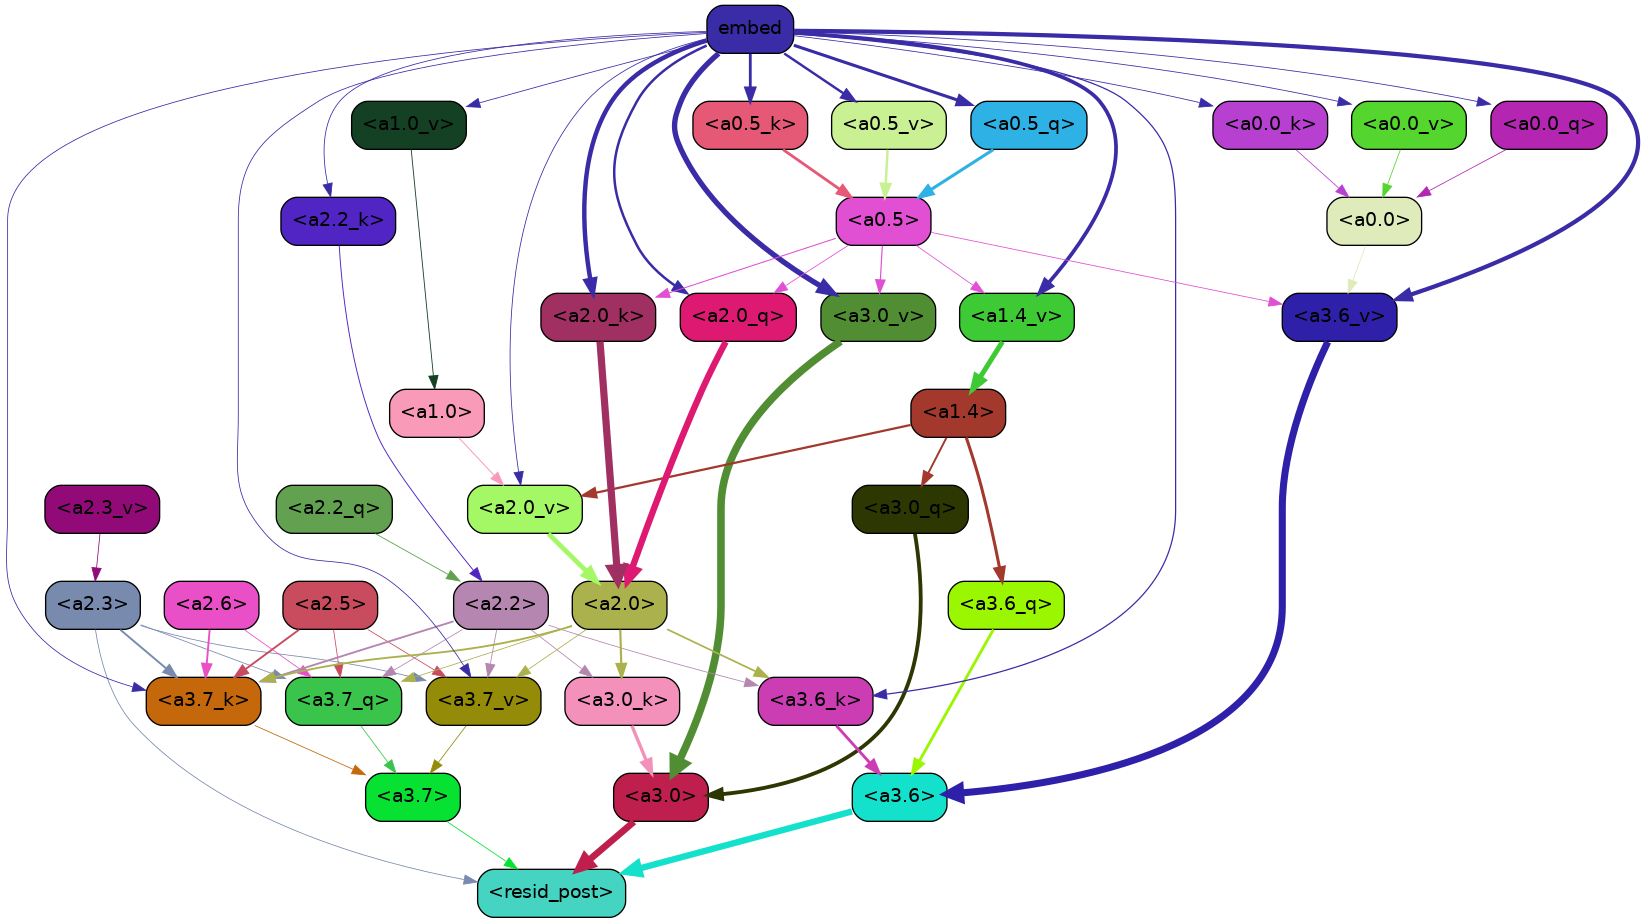 embed
<a1.0_v> <a0.5_k> <a0.5_v> <a0.5_q> <a0.0_k> <a0.0_v> <a0.0_q>
<a2.2_k> <a0.5> <a0.0>
<a2.0_k> <a2.0_q> <a3.0_v> <a1.4_v> <a3.6_v>
<a1.0> <a1.4>
<a2.3_v> <a2.2_q> <a2.0_v> <a3.0_q>
<a2.3> <a2.6> <a2.5> <a2.2> <a2.0> <a3.6_q>
<a3.7_k> <a3.7_q> <a3.7_v> <a3.0_k> <a3.6_k>
<a3.7> <a3.0> <a3.6>
<resid_post>